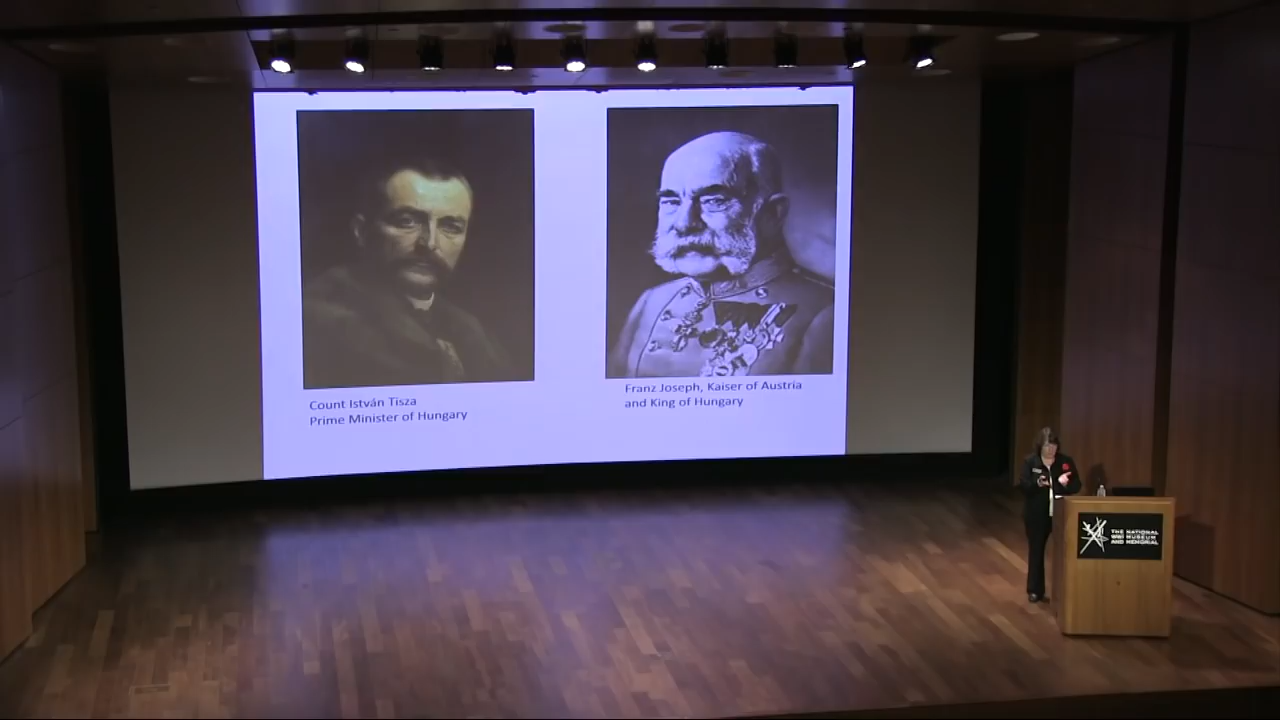 Count István Tisza
Prime Minister of Hungary
Franz Joseph, Kaiser of Austria
and King of Hungary
THE NATIONAL
WWI MUSEUM
AND MEMORIAL